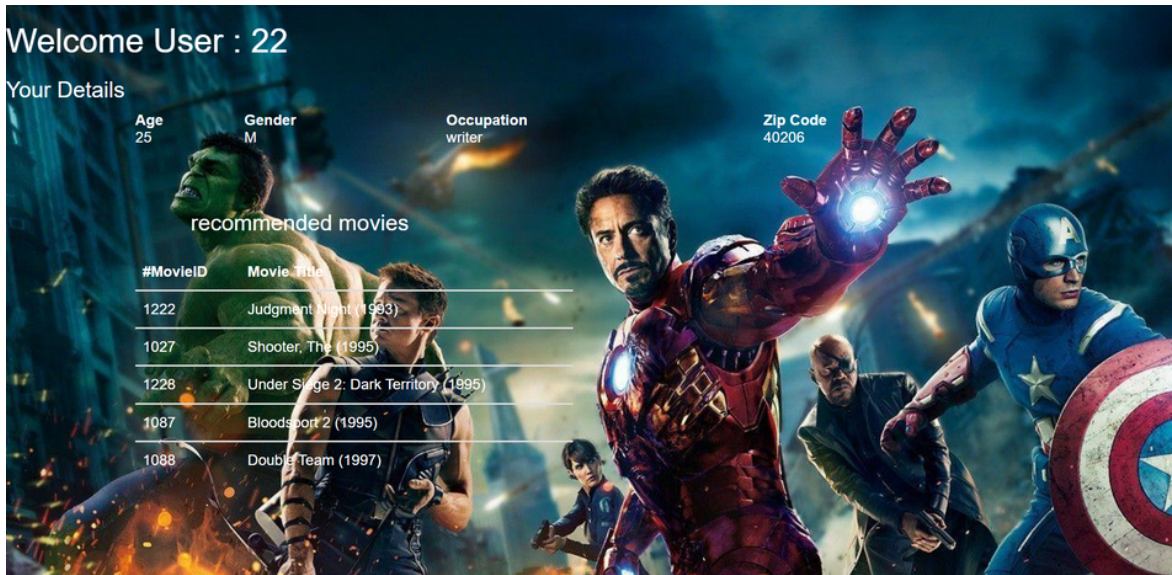 Welcome User : 22
Your Details
Age Gender Occupation Zip Code
25 M writer 40206
recommended movies
#MovieID Movie Title
1222 Judgment Night (1993)
1027 Shooter, The (1995)
1228 Under Siege 2: Dark Territory (1995)
1087 Bloodsport 2 (1995)
1088 Double Team (1997)